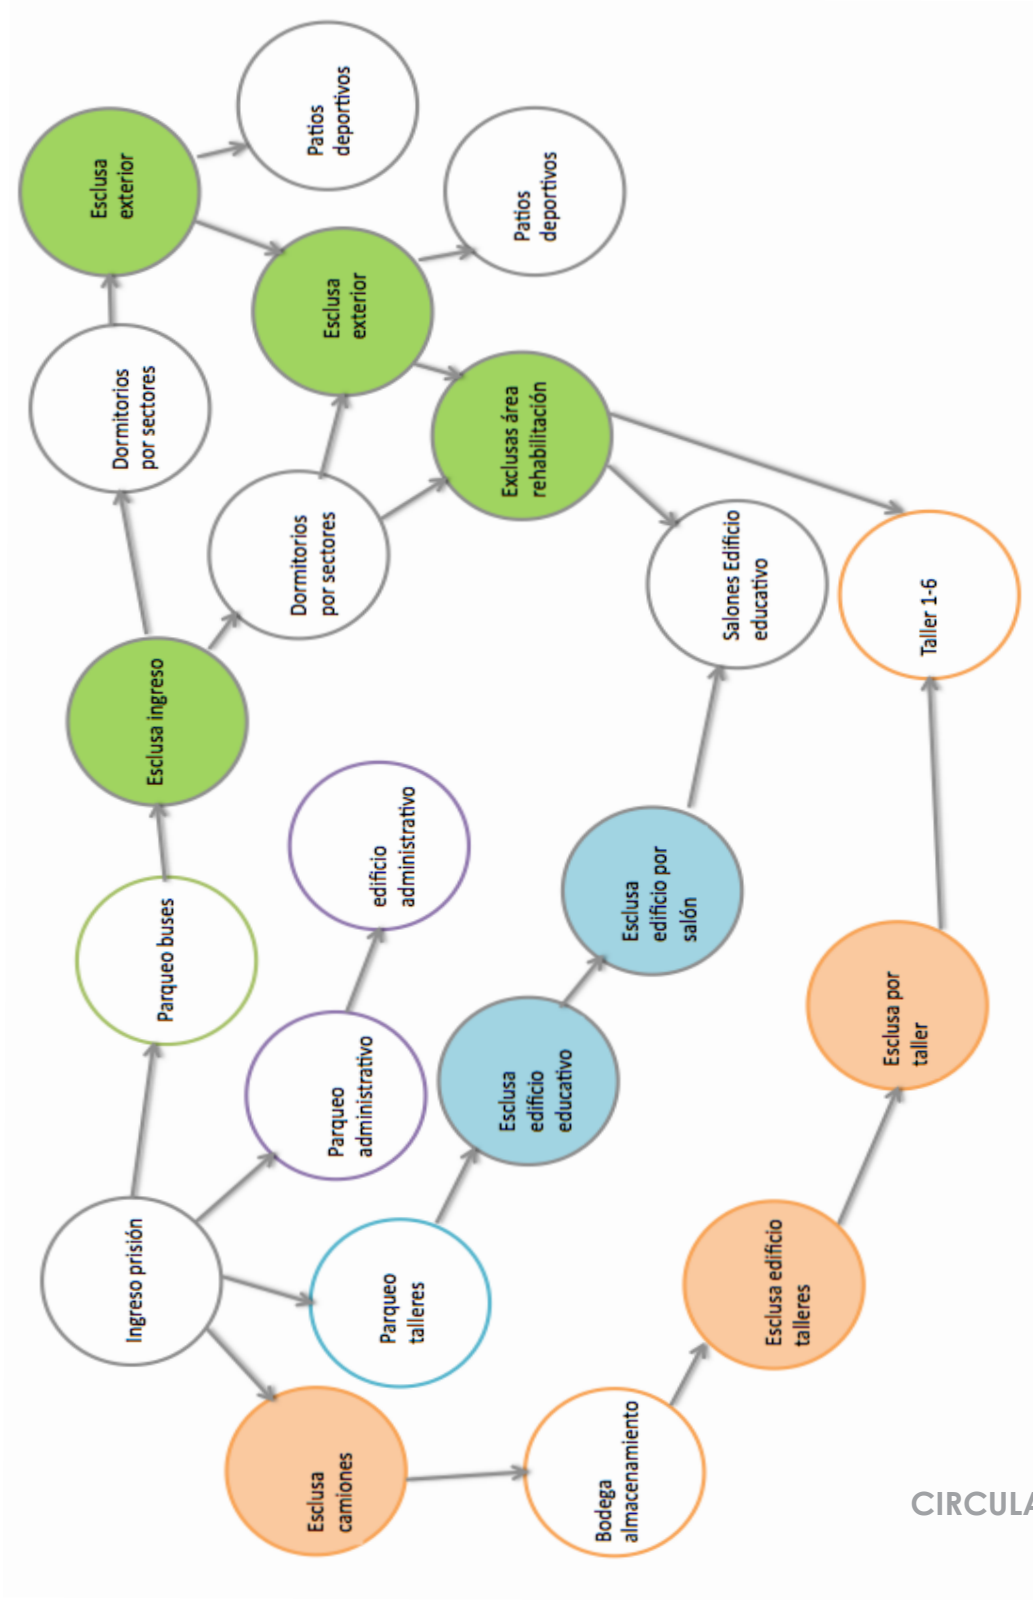 Ingreso prisión
Parqueo buses
Esclusa ingreso
Dormitorios
por sectores
Esclusa
exterior
Patios
deportivos
Dormitorios
por sectores
Esclusa
exterior
Patios
deportivos
Exclusas área
rehabilitación
Parqueo
administrativo
edificio
administrativo
Parqueo
talleres
Esclusa
edificio
educativo
Esclusa
edificio por
salón
Salones Edificio
educativo
Esclusa
camiones
Bodega
almacenamiento
Esclusa edificio
talleres
Esclusa por
taller
Taller 1-6
CIRCULA